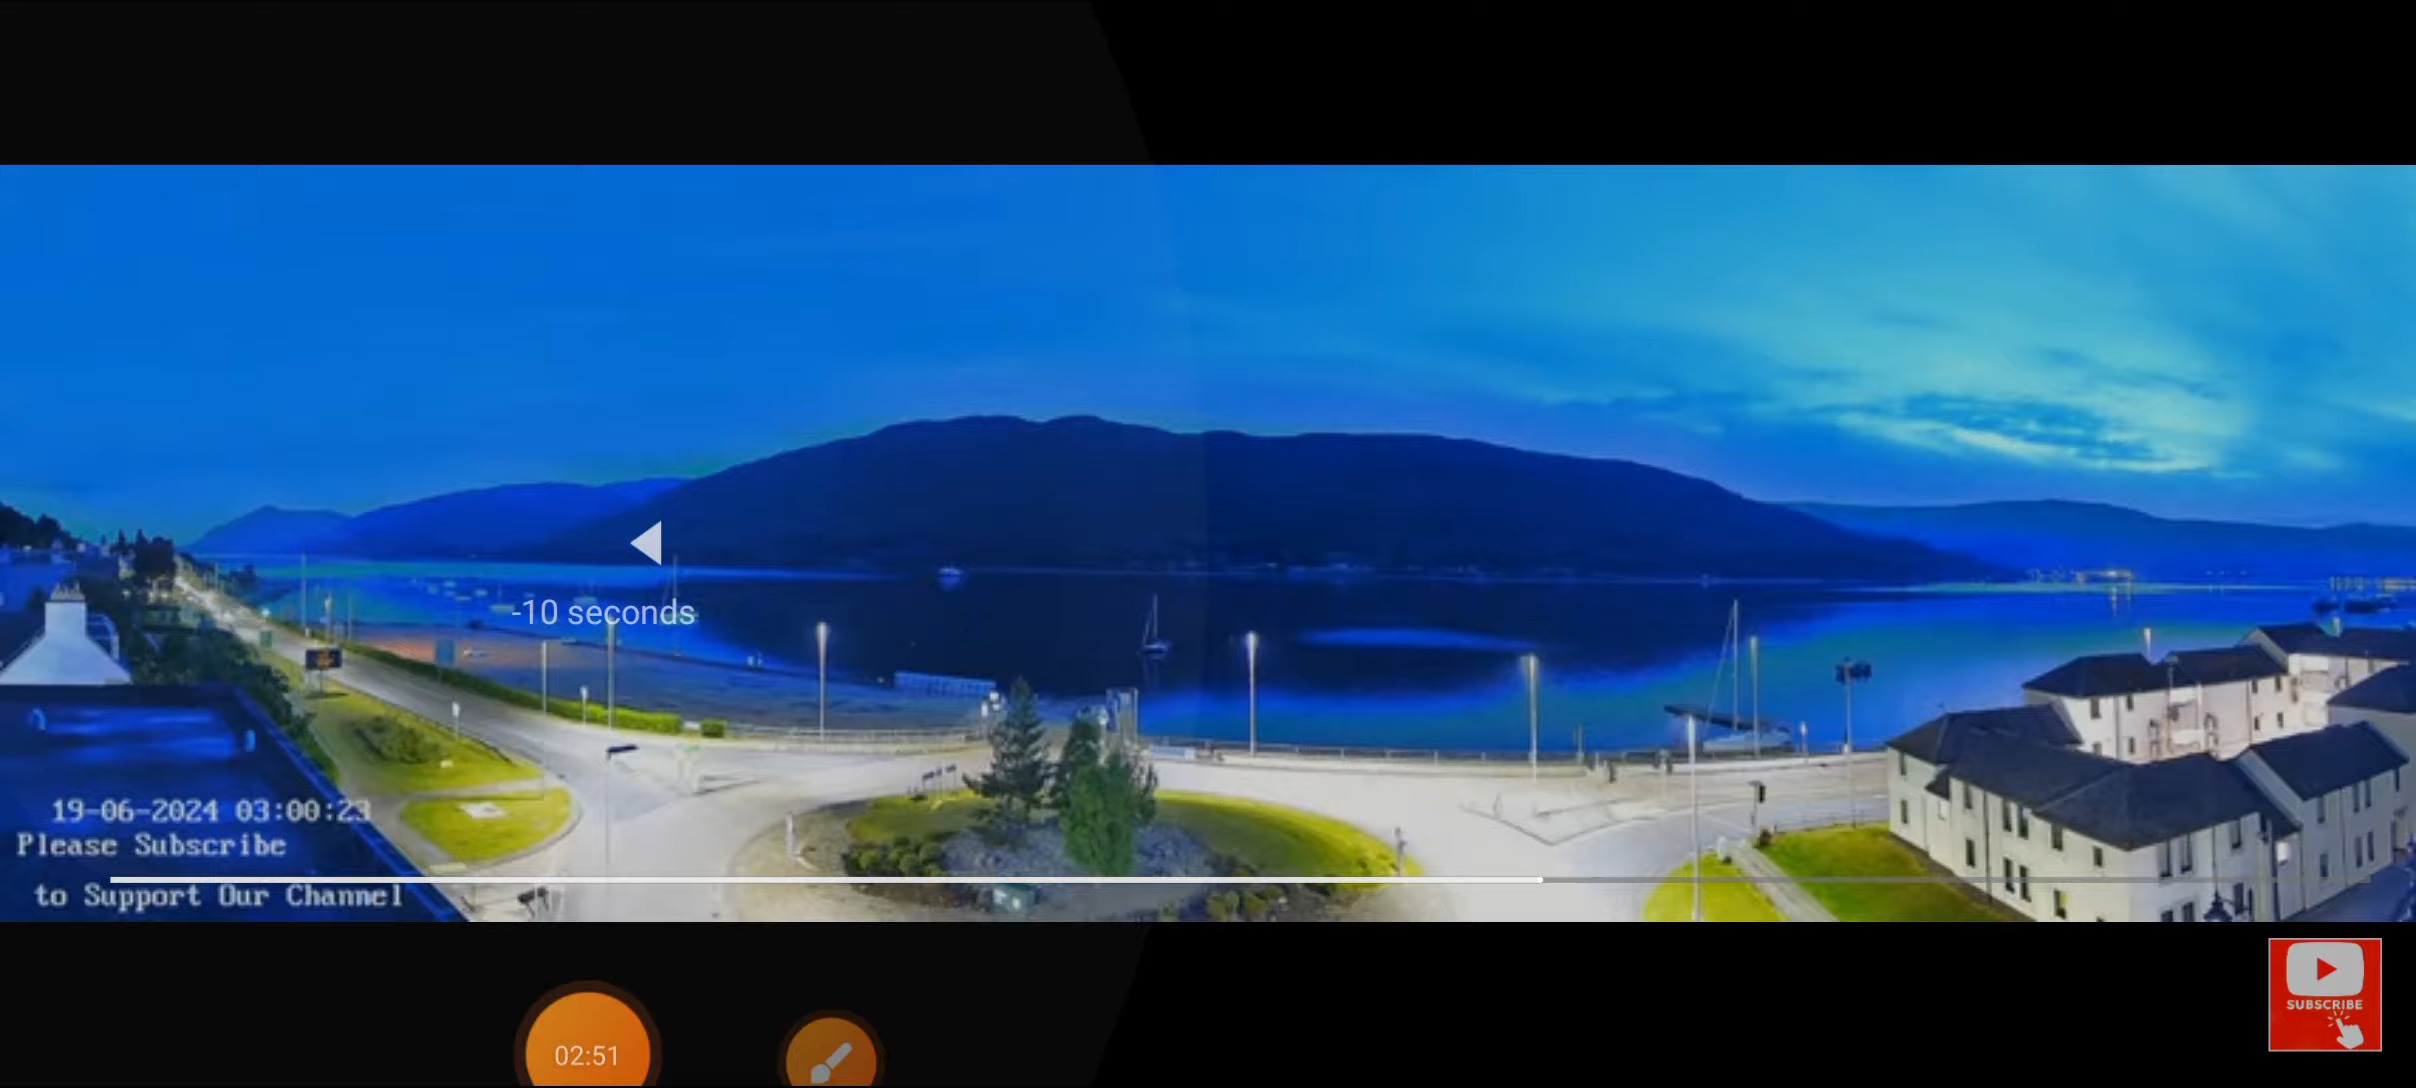 -10 seconds
19-06-2024 03:00:23
Please Subscribe
to Support Our Channel
SUBSCRIBE
02:51